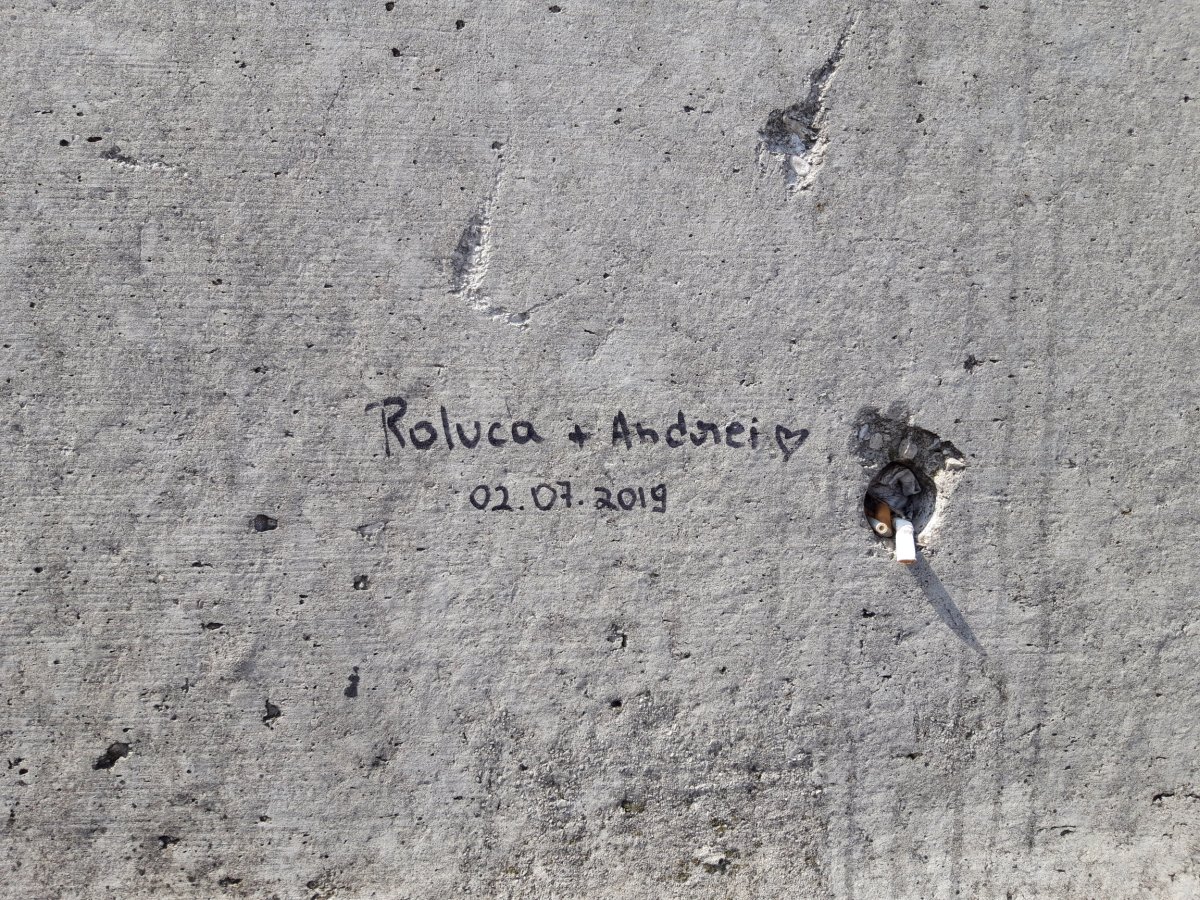 Roluca + Andrei ♡
02.07.2019